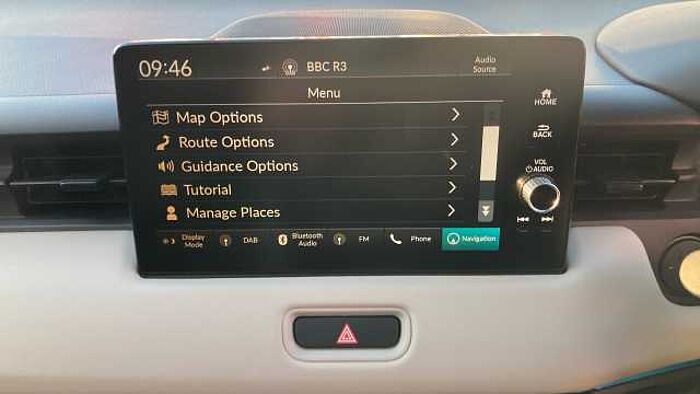 09:46
BBC R3
Audio
Source
Menu
Map Options
Route Options
Guidance Options
Tutorial
Manage Places
HOME
BACK
VOL
AUDIO
Display
Mode
DAB
Bluetooth
Audio
FM
Phone
Navigation